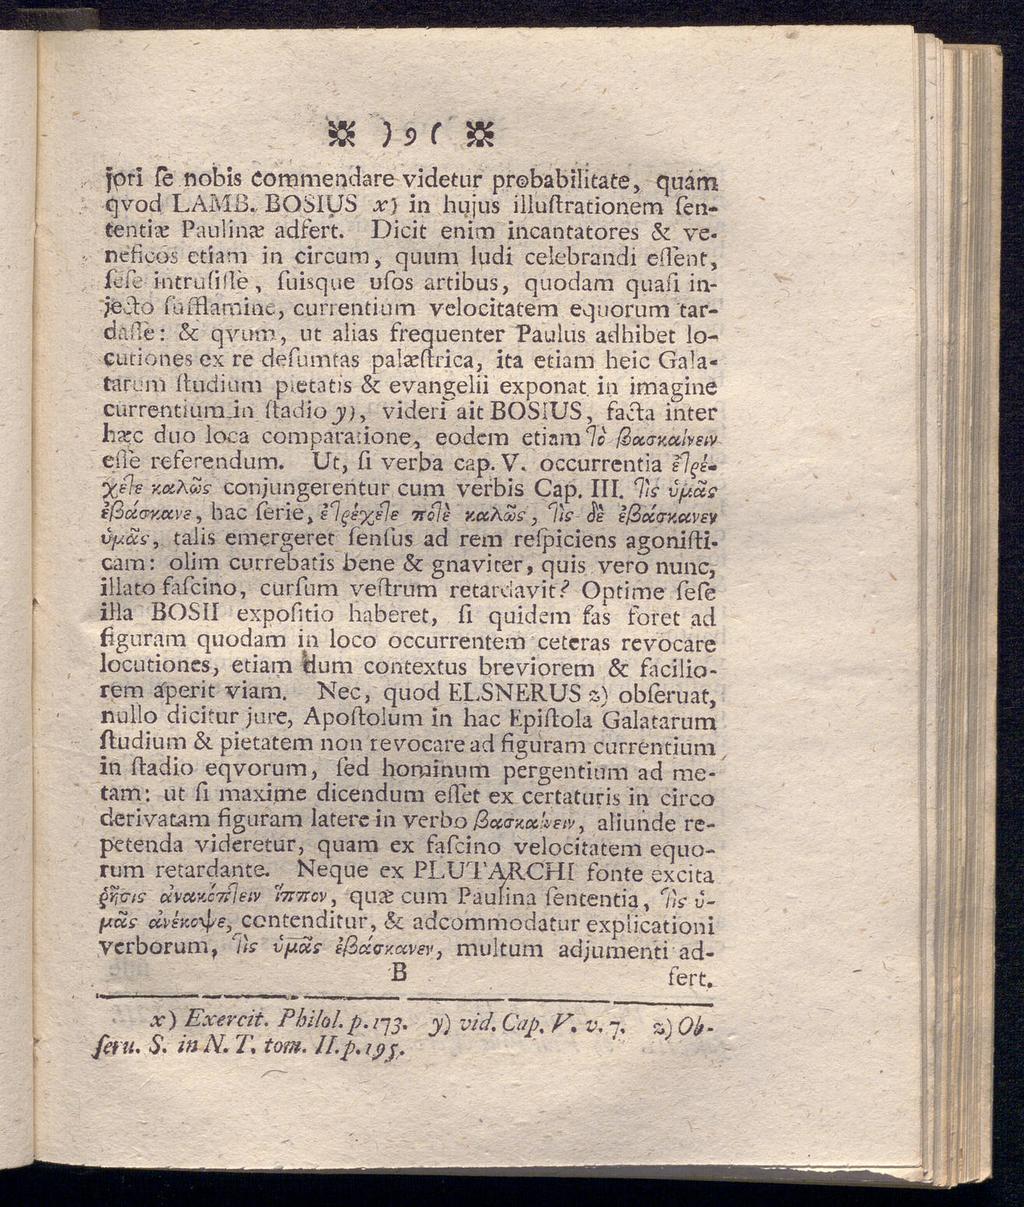 ※ ) 9 ( ※
jori ſe nobis commendare videtur probabilitate, quám
qvod LAMB. BOSIUS x) in hujus illuſtrationem ſen-
tentiæ Paulinæ adfert. Dicit enim incantatores & ve-
neficos etiam in circum, quum ludi celebrandi eſſent,
ſeſe intruſiſſe, ſuisque uſos artibus, quodam quaſi in-
jecto ſufflamine, currentium velocitatem equorum tar-
daſſe: & qvum, ut alias frequenter Paulus adhibet lo-
cutiones ex re deſumtas palæſtrica, ita etiam heic Gala-
tarum ſtudium pietatis & evangelii exponat in imagine
currentium in ſtadio y), videri ait BOSIUS, facta inter
hæc duo loca comparatione, eodem etiam τὸ βασκαίνειν
eſſe referendum. Ut, ſi verba cap. V. occurrentia ἐτρέ-
χετε καλῶς conjungerentur cum verbis Cap. III. τὶς ὑμᾶς
ἐβάσκανε, hac ſerie, ἐτρέχετε ποτὲ καλῶς, τὶς δὲ ἐβάσκανεν
ὑμᾶς, talis emergeret ſenſus ad rem reſpiciens agoniſti-
cam: olim currebatis bene & gnaviter, quis vero nunc,
illato faſcino, curſum veſtrum retardavit? Optime ſeſe
illa BOSII expoſitio haberet, ſi quidem fas foret ad
figuram quodam in loco occurrentem ceteras revocare
locutiones, etiam dum contextus breviorem & facilio-
rem aperit viam. Nec, quod ELSNERUS z) obſeruat,
nullo dicitur jure, Apoſtolum in hac Epiſtola Galatarum
ſtudium & pietatem non revocare ad figuram currentium
in ſtadio eqvorum, ſed hominum pergentium ad me-
tam: ut ſi maxime dicendum eſſet ex certaturis in circo
derivatam figuram latere in verbo βασκαίνειν, aliunde re-
petenda videretur, quam ex faſcino velocitatem equo-
rum retardante. Neque ex PLUTARCHI fonte excita
ῥῆσις ἀνακόπτειν ἵππον, quæ cum Paulina ſententia, τὶς ὑ-
μᾶς ἀνέκοψε, contenditur, & adcommodatur explicationi
verborum, τὶς ὑμᾶς ἐβάσκανεν, multum adjumenti ad-
B fert.
x) Exercit. Philol. p. 173. y) vid. Cap. V. v. 7. z) Ob-
ſeru. S. in N. T. tom. II. p. 195.